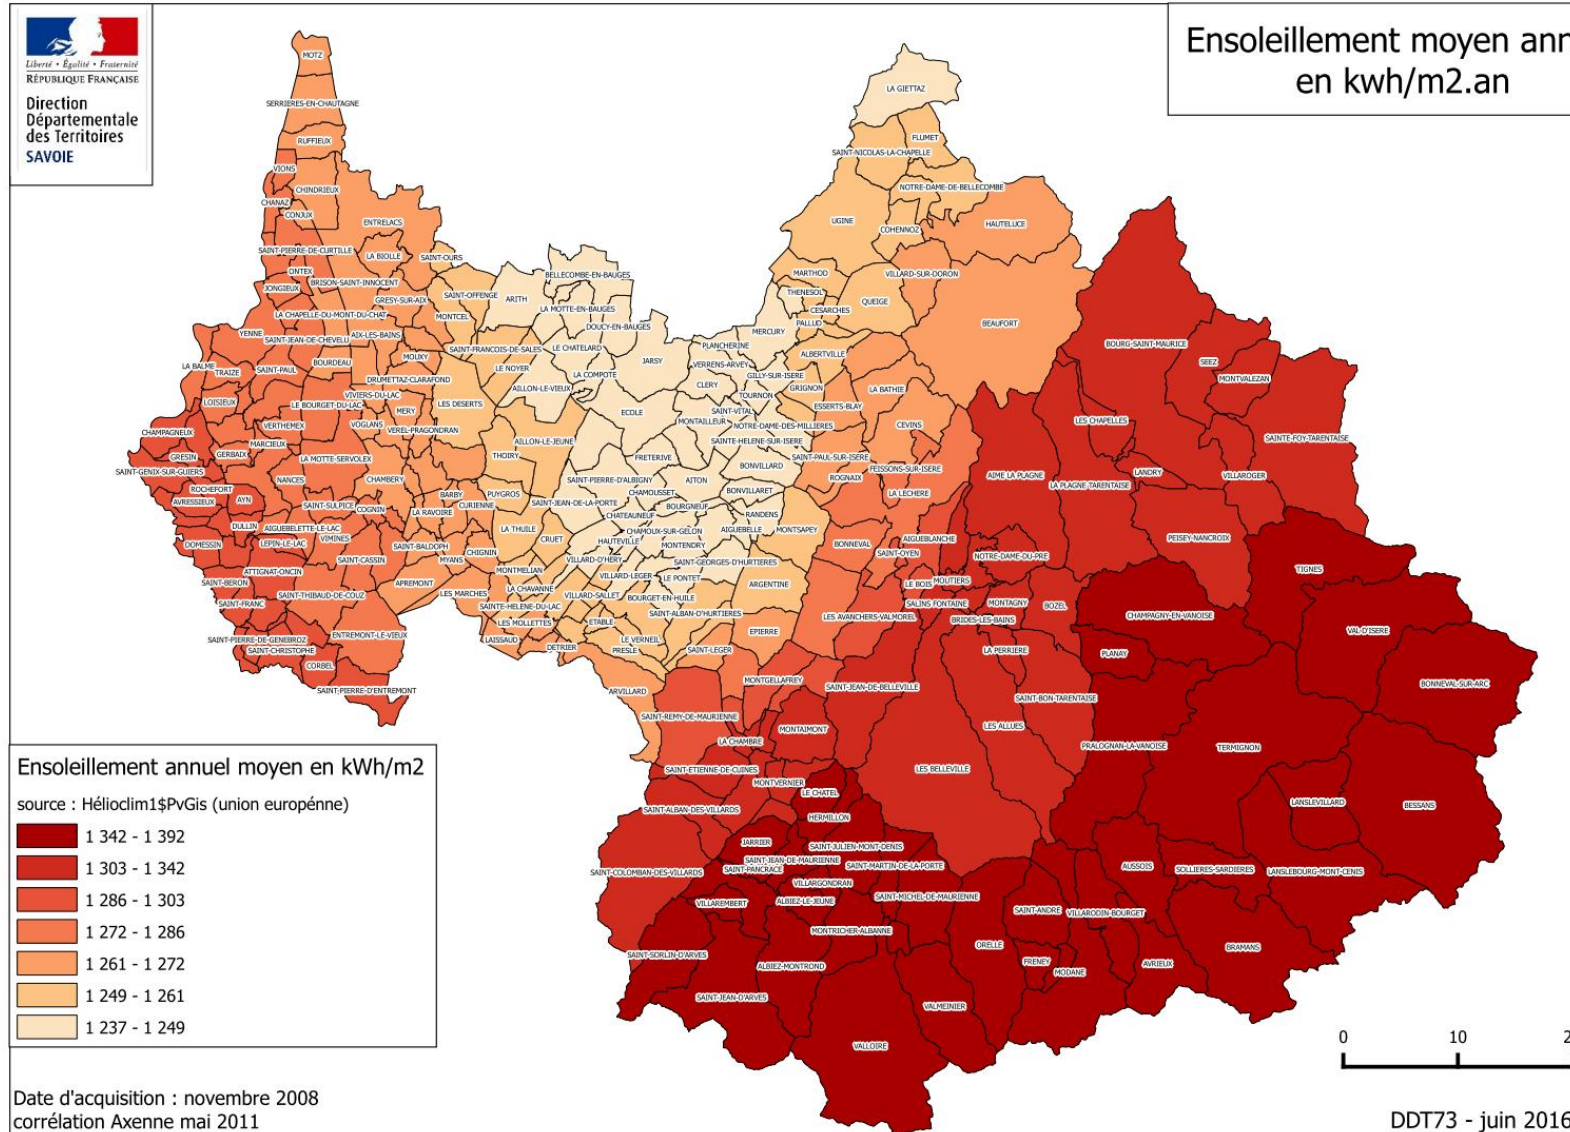 Liberté • Égalité • Fraternité
RÉPUBLIQUE FRANÇAISE
Direction
Départementale
des Territoires
SAVOIE
Ensoleillement moyen ann
en kwh/m2.an
MOTZ
SERRIERES-EN-CHAUTAGNE
RUFFIEUX
VIONS
CHINDRIEUX
CHANAZ
CONJUX
ENTRELACS
SAINT-PIERRE-DE-CURTILLE
LA BIOLLE
SAINT-OURS
ONTEX
BRISON-SAINT-INNOCENT
JONGIEUX
GRESY-SUR-AIX
SAINT-OFFENGE
ARITH
BELLECOMBE-EN-BAUGES
LA MOTTE-EN-BAUGES
LA CHAPELLE-DU-MONT-DU-CHAT
MONTCEL
DOUCY-EN-BAUGES
YENNE
SAINT-JEAN-DE-CHEVELU
AIX-LES-BAINS
SAINT-FRANCOIS-DE-SALES
LE CHATELARD
JARSY
LA BALME
TRAIZE
SAINT-PAUL
BOURDEAU
MOUXY
LE NOYER
LA COMPOTE
DRUMETTAZ-CLARAFOND
AILLON-LE-VIEUX
LOISIEUX
LE BOURGET-DU-LAC
VIVIERS-DU-LAC
MERY
LES DESERTS
ECOLE
CHAMPAGNEUX
VERTHEMEX
VOGLANS
VEREL-PRAGONDRAN
AILLON-LE-JEUNE
MARCIEUX
GERBAIX
GRESIN
SAINT-GENIX-SUR-GUIERS
LA MOTTE-SERVOLEX
THOIRY
FRETERIVE
ROCHEFORT
NANCES
CHAMBERY
SAINT-PIERRE-D'ALBIGNY
AVRESSIEUX
AYN
BARBY
PUYGROS
SAINT-JEAN-DE-LA-PORTE
SAINT-SULPICE
COGNIN
LA RAVOIRE
CURIENNE
DULLIN
AIGUEBELETTE-LE-LAC
LA THUILE
CRUET
DOMESSIN
LEPIN-LE-LAC
VIMINES
SAINT-BALDOPH
CHIGNIN
SAINT-CASSIN
MYANS
ATTIGNAT-ONCIN
MONTMELIAN
SAINT-BERON
APREMONT
LES MARCHES
LA CHAVANNE
SAINT-FRANC
SAINT-THIBAUD-DE-COUZ
SAINTE-HELENE-DU-LAC
LES MOLLETTES
SAINT-PIERRE-DE-GENEBROZ
ENTREMONT-LE-VIEUX
LAISSAUD
SAINT-CHRISTOPHE
CORBEL
SAINT-PIERRE-D'ENTREMONT
DETRIER
LA GIETTAZ
FLUMET
SAINT-NICOLAS-LA-CHAPELLE
NOTRE-DAME-DE-BELLECOMBE
UGINE
COHENNOZ
HAUTELUCE
MARTHOD
VILLARD-SUR-DORON
THENESOL
CESARCHES
QUEIGE
PALLUD
BEAUFORT
MERCURY
PLANCHERINE
ALBERTVILLE
VERRENS-ARVEY
GILLY-SUR-ISERE
CLERY
TOURNON
GRIGNON
LA BATHIE
SAINT-VITAL
ESSERTS-BLAY
MONTAILLEUR
NOTRE-DAME-DES-MILLIERES
CEVINS
SAINTE-HELENE-SUR-ISERE
SAINT-PAUL-SUR-ISERE
BONVILLARD
FEISSONS-SUR-ISERE
AITON
ROGNAIX
CHAMOUSSET
BONVILLARET
LA LECHERE
BOURGNEUF
CHATEAUNEUF
RANDENS
CHAMOUX-SUR-GELON
AIGUEBELLE
MONTSAPEY
HAUTEVILLE
MONTENDRY
BONNEVAL
AIGUEBLANCHE
VILLARD-D'HERY
SAINT-GEORGES-D'HURTIERES
SAINT-OYEN
VILLARD-LEGER
LE PONTET
ARGENTINE
LE BOIS
MOUTIERS
VILLARD-SALLET
BOURGET-EN-HUILE
SALINS FONTAINE
SAINT-ALBAN-D'HURTIERES
LES AVANCHERS-VALMOREL
ETABLE
LE VERNEIL
EPIERRE
PRESLE
SAINT-LEGER
ARVILLARD
MONTGELLAFREY
BOURG-SAINT-MAURICE
SEEZ
MONTVALEZAN
LES CHAPELLES
SAINTE-FOY-TARENTAISE
AIME LA PLAGNE
LANDRY
VILLAROGER
LA PLAGNE-TARENTAISE
PEISEY-NANCROIX
NOTRE-DAME-DU-PRE
TIGNES
MONTAGNY
BOZEL
CHAMPAGNY-EN-VANOISE
BRIDES-LES-BAINS
VAL-D'ISERE
LA PERRIERE
PLANAY
BONNEVAL-SUR-ARC
SAINT-JEAN-DE-BELLEVILLE
SAINT-BON-TARENTAISE
SAINT-REMY-DE-MAURIENNE
LES ALLUES
MONTAIMONT
LA CHAMBRE
PRALOGNAN-LA-VANOISE
TERMIGNON
SAINT-ETIENNE-DE-CUINES
LES BELLEVILLE
MONTVERNIER
LE CHATEL
LANSLEVILLARD
BESSANS
SAINT-ALBAN-DES-VILLARDS
HERMILLON
JARRIER
SAINT-JULIEN-MONT-DENIS
SAINT-JEAN-DE-MAURIENNE
SAINT-PANCRACE
SAINT-MARTIN-DE-LA-PORTE
AUSSOIS
SOLLIERES-SARDIERES
LANSLEBOURG-MONT-CENIS
SAINT-COLOMBAN-DES-VILLARDS
VILLARGONDRAN
VILLAREMBERT
ALBIEZ-LE-JEUNE
SAINT-MICHEL-DE-MAURIENNE
SAINT-ANDRE
VILLARODIN-BOURGET
MONTRICHER-ALBANNE
ORELLE
BRAMANS
SAINT-SORLIN-D'ARVES
ALBIEZ-MONTROND
FRENEY
MODANE
AVRIEUX
SAINT-JEAN-D'ARVES
VALMEINIER
VALLOIRE
Ensoleillement annuel moyen en kWh/m2
source : Hélioclim1$PvGis (union europénne)
1 342 - 1 392
1 303 - 1 342
1 286 - 1 303
1 272 - 1 286
1 261 - 1 272
1 249 - 1 261
1 237 - 1 249
0 10 2
Date d'acquisition : novembre 2008
corrélation Axenne mai 2011
DDT73 - juin 2016